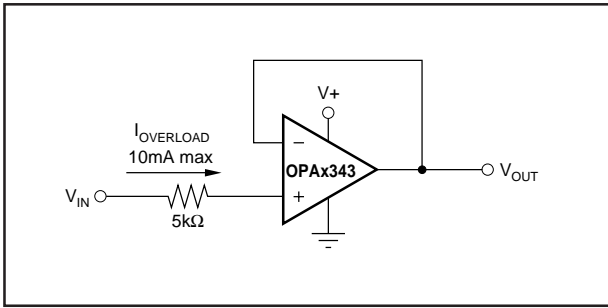 V+
I_OVERLOAD
10mA max
−
OPAx343
V_OUT
V_IN
+
5kΩ